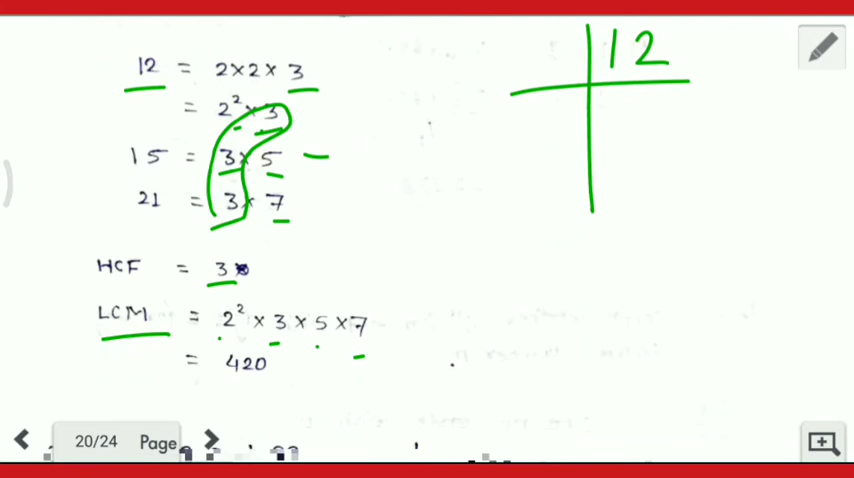 12 = 2×2×3
= 2²×3
15 = 3×5
21 = 3×7
HCF = 3
LCM = 2²×3×5×7
= 420
12
20/24 Page